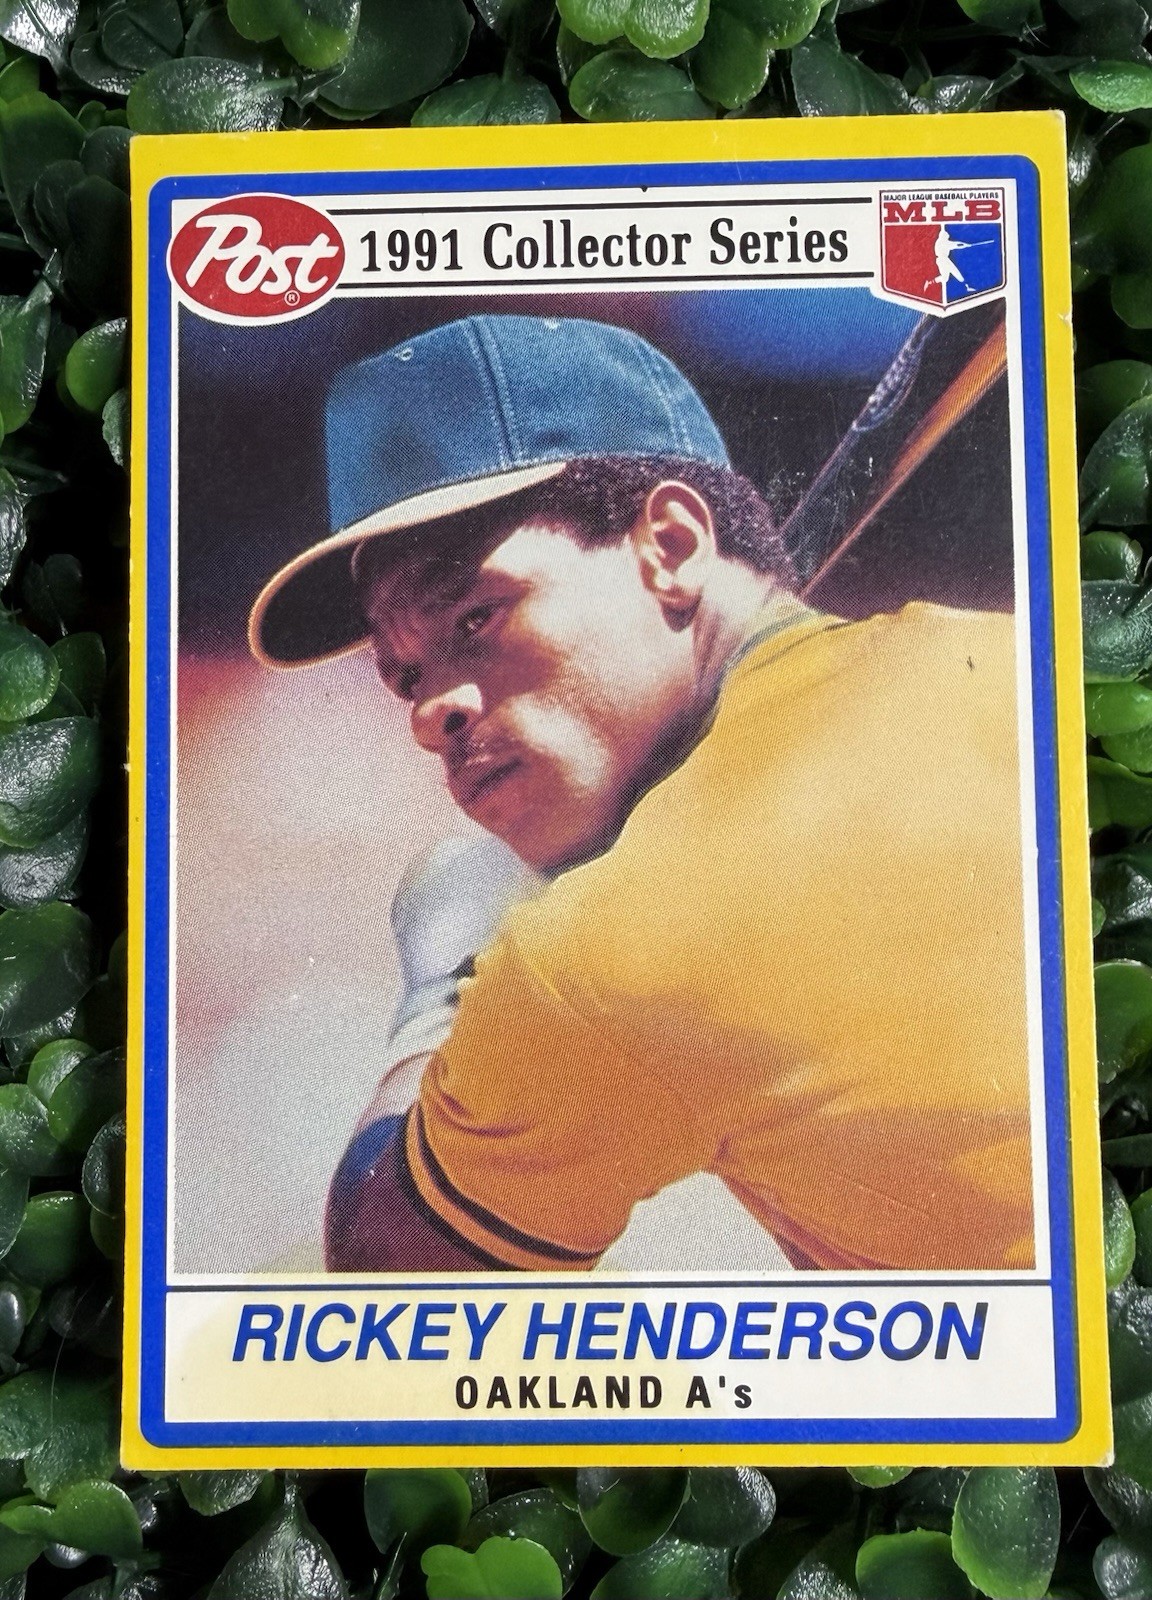 Post®
1991 Collector Series
MAJOR LEAGUE BASEBALL PLAYERS
MLB
RICKEY HENDERSON
OAKLAND A's